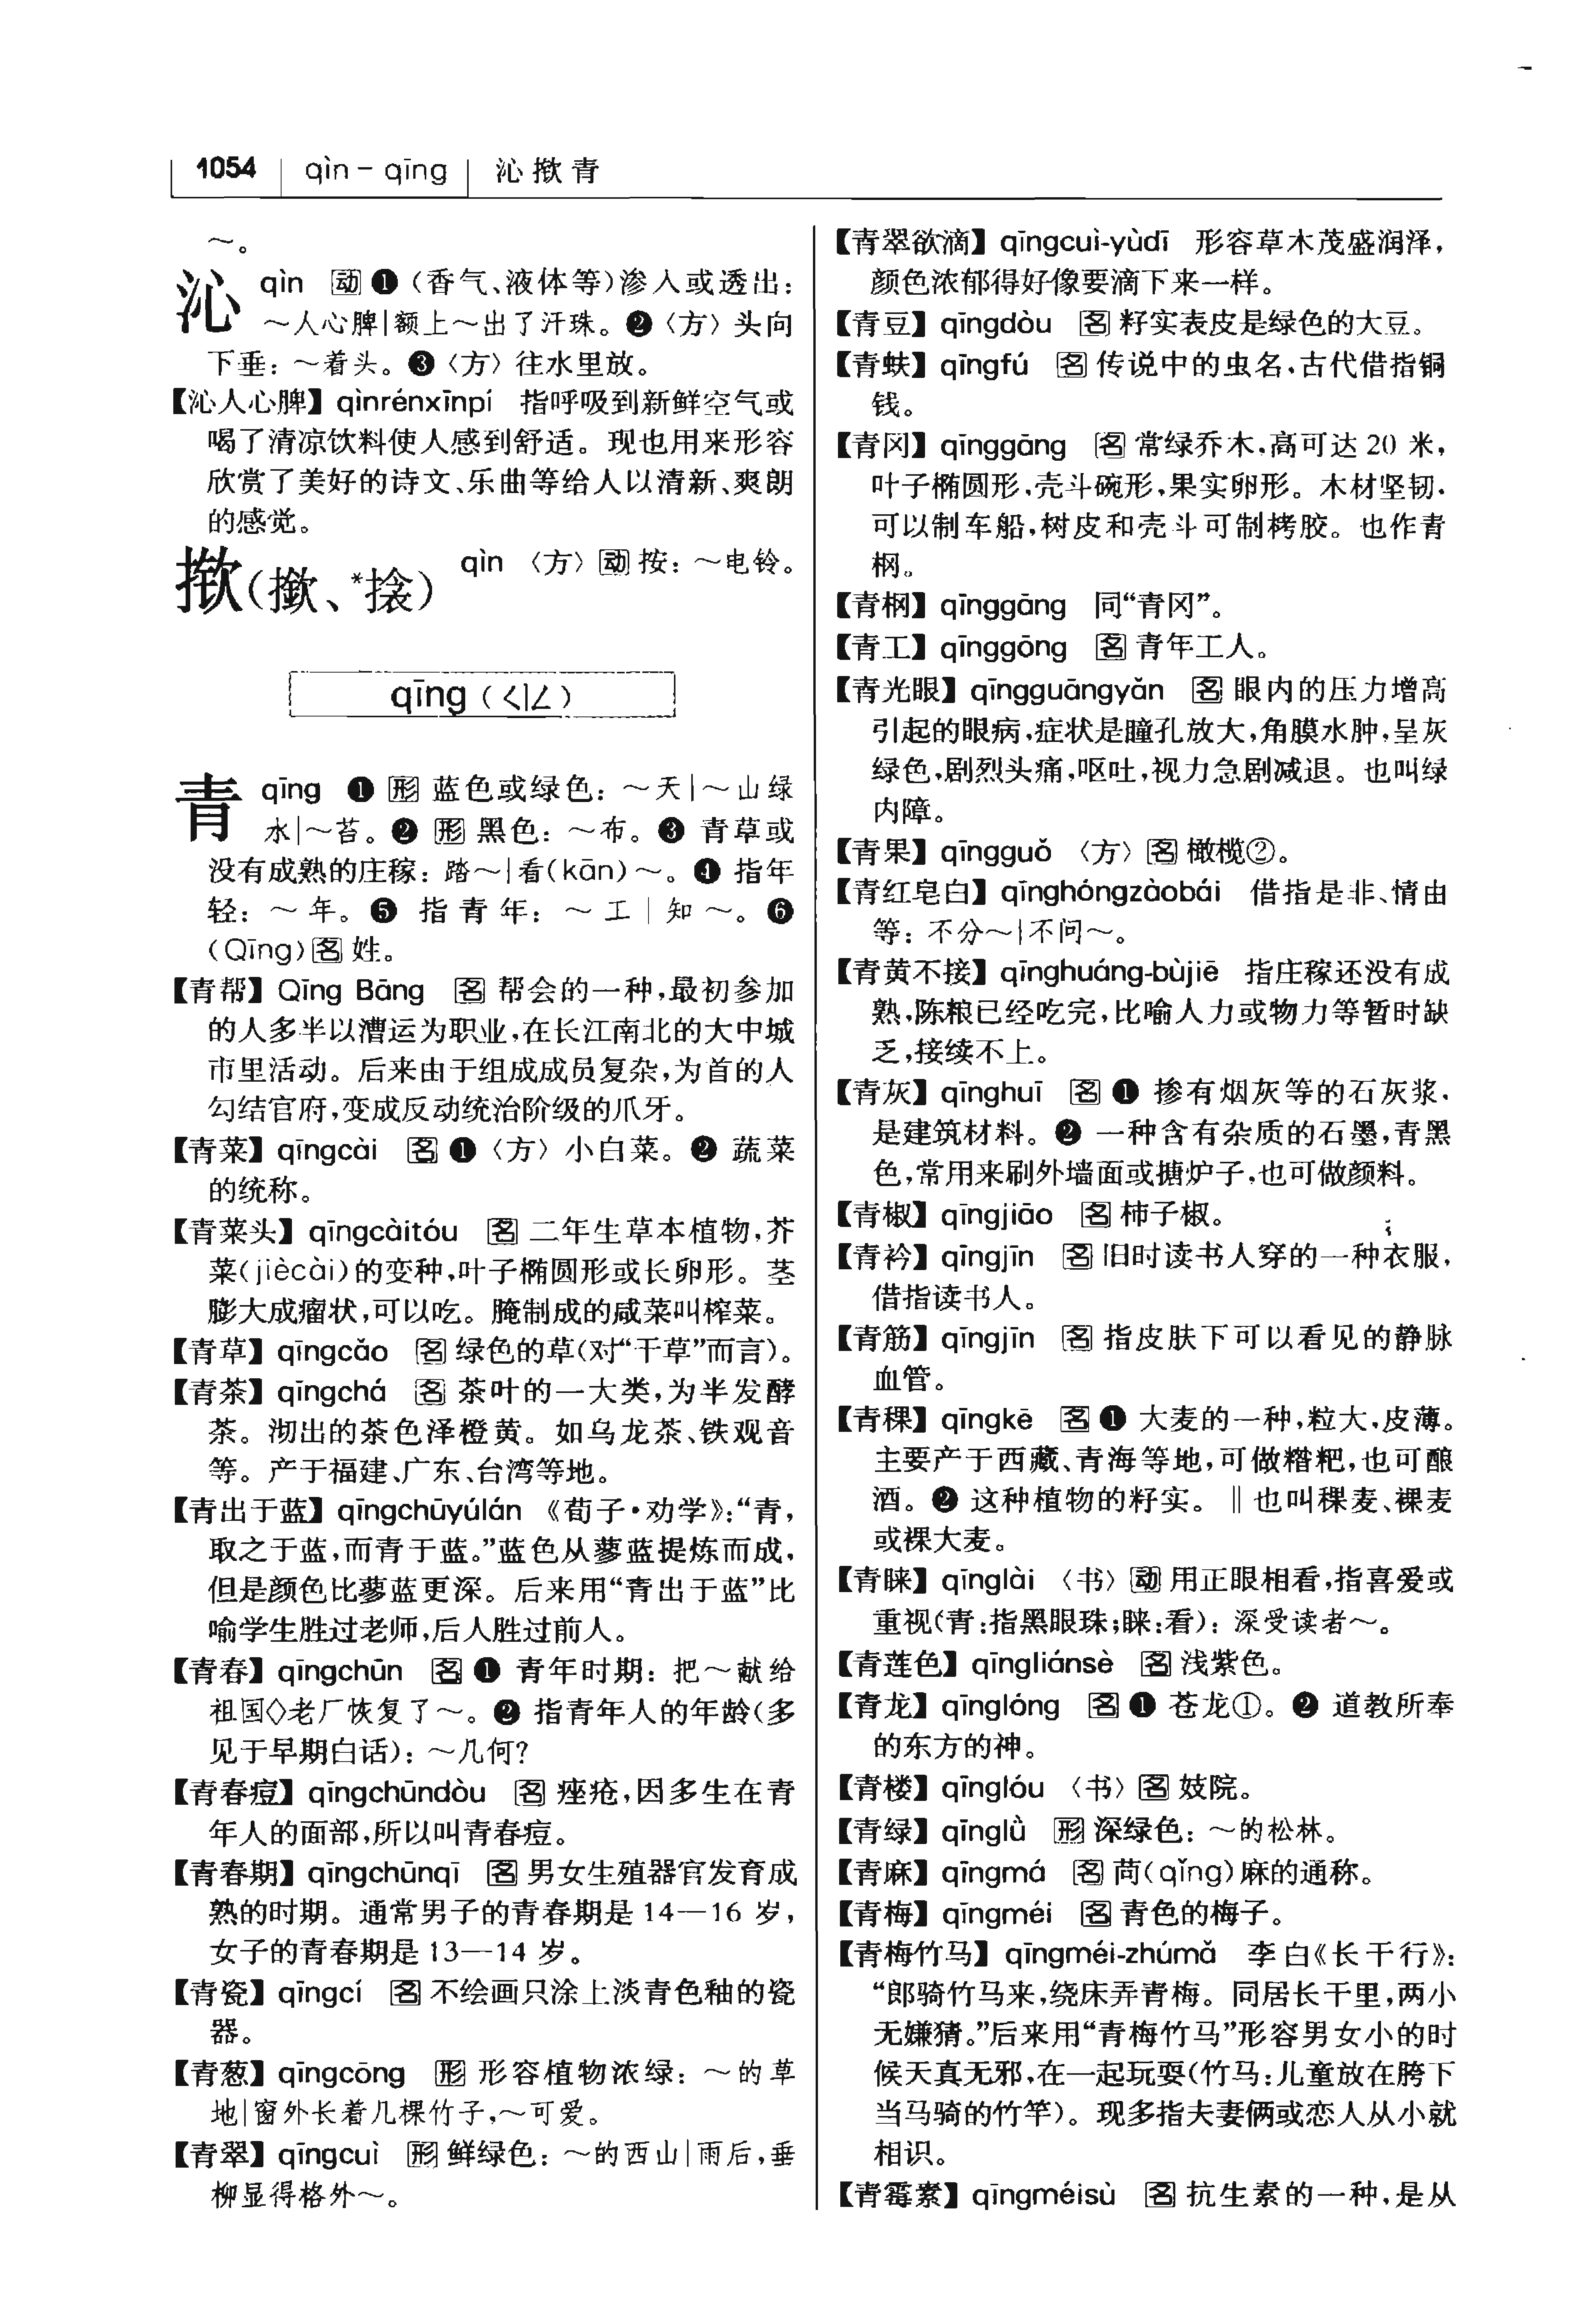 1054 qìn – qīng 沁揿青
～。
沁 qìn 动 ❶（香气、液体等）渗入或透出：
～人心脾|额上～出了汗珠。❷〈方〉头向
下垂：～着头。❸〈方〉往水里放。
【沁人心脾】qìnrénxīnpí 指呼吸到新鲜空气或
喝了清凉饮料使人感到舒适。现也用来形容
欣赏了美好的诗文、乐曲等给人以清新、爽朗
的感觉。
揿（撳、*搇） qìn 〈方〉动 按：～电铃。
qīng（ㄑㄧㄥ）
青 qīng ❶ 形 蓝色或绿色：～天|～山绿
水|～苔。❷ 形 黑色：～布。❸ 青草或
没有成熟的庄稼：踏～|看(kān)～。❹ 指年
轻：～年。❺ 指青年：～工|知～。❻
(Qīng)名 姓。
【青帮】Qīng Bāng 名 帮会的一种，最初参加
的人多半以漕运为职业，在长江南北的大中城
市里活动。后来由于组成成员复杂，为首的人
勾结官府，变成反动统治阶级的爪牙。
【青菜】qīngcài 名 ❶〈方〉小白菜。❷ 蔬菜
的统称。
【青菜头】qīngcàitóu 名 二年生草本植物，芥
菜(jiècài)的变种，叶子椭圆形或长卵形。茎
膨大成瘤状，可以吃。腌制成的咸菜叫榨菜。
【青草】qīngcǎo 名 绿色的草（对“干草”而言）。
【青茶】qīngchá 名 茶叶的一大类，为半发酵
茶。沏出的茶色泽橙黄。如乌龙茶、铁观音
等。产于福建、广东、台湾等地。
【青出于蓝】qīngchūyúlán 《荀子·劝学》：“青，
取之于蓝，而青于蓝。”蓝色从蓼蓝提炼而成，
但是颜色比蓼蓝更深。后来用“青出于蓝”比
喻学生胜过老师，后人胜过前人。
【青春】qīngchūn 名 ❶ 青年时期：把～献给
祖国◇老厂恢复了～。❷ 指青年人的年龄（多
见于早期白话）：～几何？
【青春痘】qīngchūndòu 名 痤疮，因多生在青
年人的面部，所以叫青春痘。
【青春期】qīngchūnqī 名 男女生殖器官发育成
熟的时期。通常男子的青春期是14—16岁，
女子的青春期是13—14岁。
【青瓷】qīngcí 名 不绘画只涂上淡青色釉的瓷
器。
【青葱】qīngcōng 形 形容植物浓绿：～的草
地|窗外长着几棵竹子，～可爱。
【青翠】qīngcuì 形 鲜绿色：～的西山|雨后，垂
柳显得格外～。
【青翠欲滴】qīngcuì-yùdī 形容草木茂盛润泽，
颜色浓郁得好像要滴下来一样。
【青豆】qīngdòu 名 籽实表皮是绿色的大豆。
【青蚨】qīngfú 名 传说中的虫名，古代借指铜
钱。
【青冈】qīnggāng 名 常绿乔木，高可达20米，
叶子椭圆形，壳斗碗形，果实卵形。木材坚韧，
可以制车船，树皮和壳斗可制栲胶。也作青
㭎。
【青㭎】qīnggāng 同“青冈”。
【青工】qīnggōng 名 青年工人。
【青光眼】qīngguāngyǎn 名 眼内的压力增高
引起的眼病，症状是瞳孔放大，角膜水肿，呈灰
绿色，剧烈头痛，呕吐，视力急剧减退。也叫绿
内障。
【青果】qīngguǒ 〈方〉名 橄榄②。
【青红皂白】qīnghóngzàobái 借指是非、情由
等：不分～|不问～。
【青黄不接】qīnghuáng-bùjiē 指庄稼还没有成
熟，陈粮已经吃完，比喻人力或物力等暂时缺
乏，接续不上。
【青灰】qīnghuī 名 ❶ 掺有烟灰等的石灰浆，
是建筑材料。❷ 一种含有杂质的石墨，青黑
色，常用来刷外墙面或搪炉子，也可做颜料。
【青椒】qīngjiāo 名 柿子椒。
【青衿】qīngjīn 名 旧时读书人穿的一种衣服，
借指读书人。
【青筋】qīngjīn 名 指皮肤下可以看见的静脉
血管。
【青稞】qīngkē 名 ❶ 大麦的一种，粒大，皮薄。
主要产于西藏、青海等地，可做糌粑，也可酿
酒。❷ 这种植物的籽实。‖也叫稞麦、裸麦
或裸大麦。
【青睐】qīnglài 〈书〉动 用正眼相看，指喜爱或
重视（青：指黑眼珠；睐：看）：深受读者～。
【青莲色】qīngliánsè 名 浅紫色。
【青龙】qīnglóng 名 ❶ 苍龙①。❷ 道教所奉
的东方的神。
【青楼】qīnglóu 〈书〉名 妓院。
【青绿】qīnglǜ 形 深绿色：～的松林。
【青麻】qīngmá 名 苘(qǐng)麻的通称。
【青梅】qīngméi 名 青色的梅子。
【青梅竹马】qīngméi-zhúmǎ 李白《长干行》：
“郎骑竹马来，绕床弄青梅。同居长干里，两小
无嫌猜。”后来用“青梅竹马”形容男女小的时
候天真无邪，在一起玩耍（竹马：儿童放在胯下
当马骑的竹竿）。现多指夫妻俩或恋人从小就
相识。
【青霉素】qīngméisù 名 抗生素的一种，是从